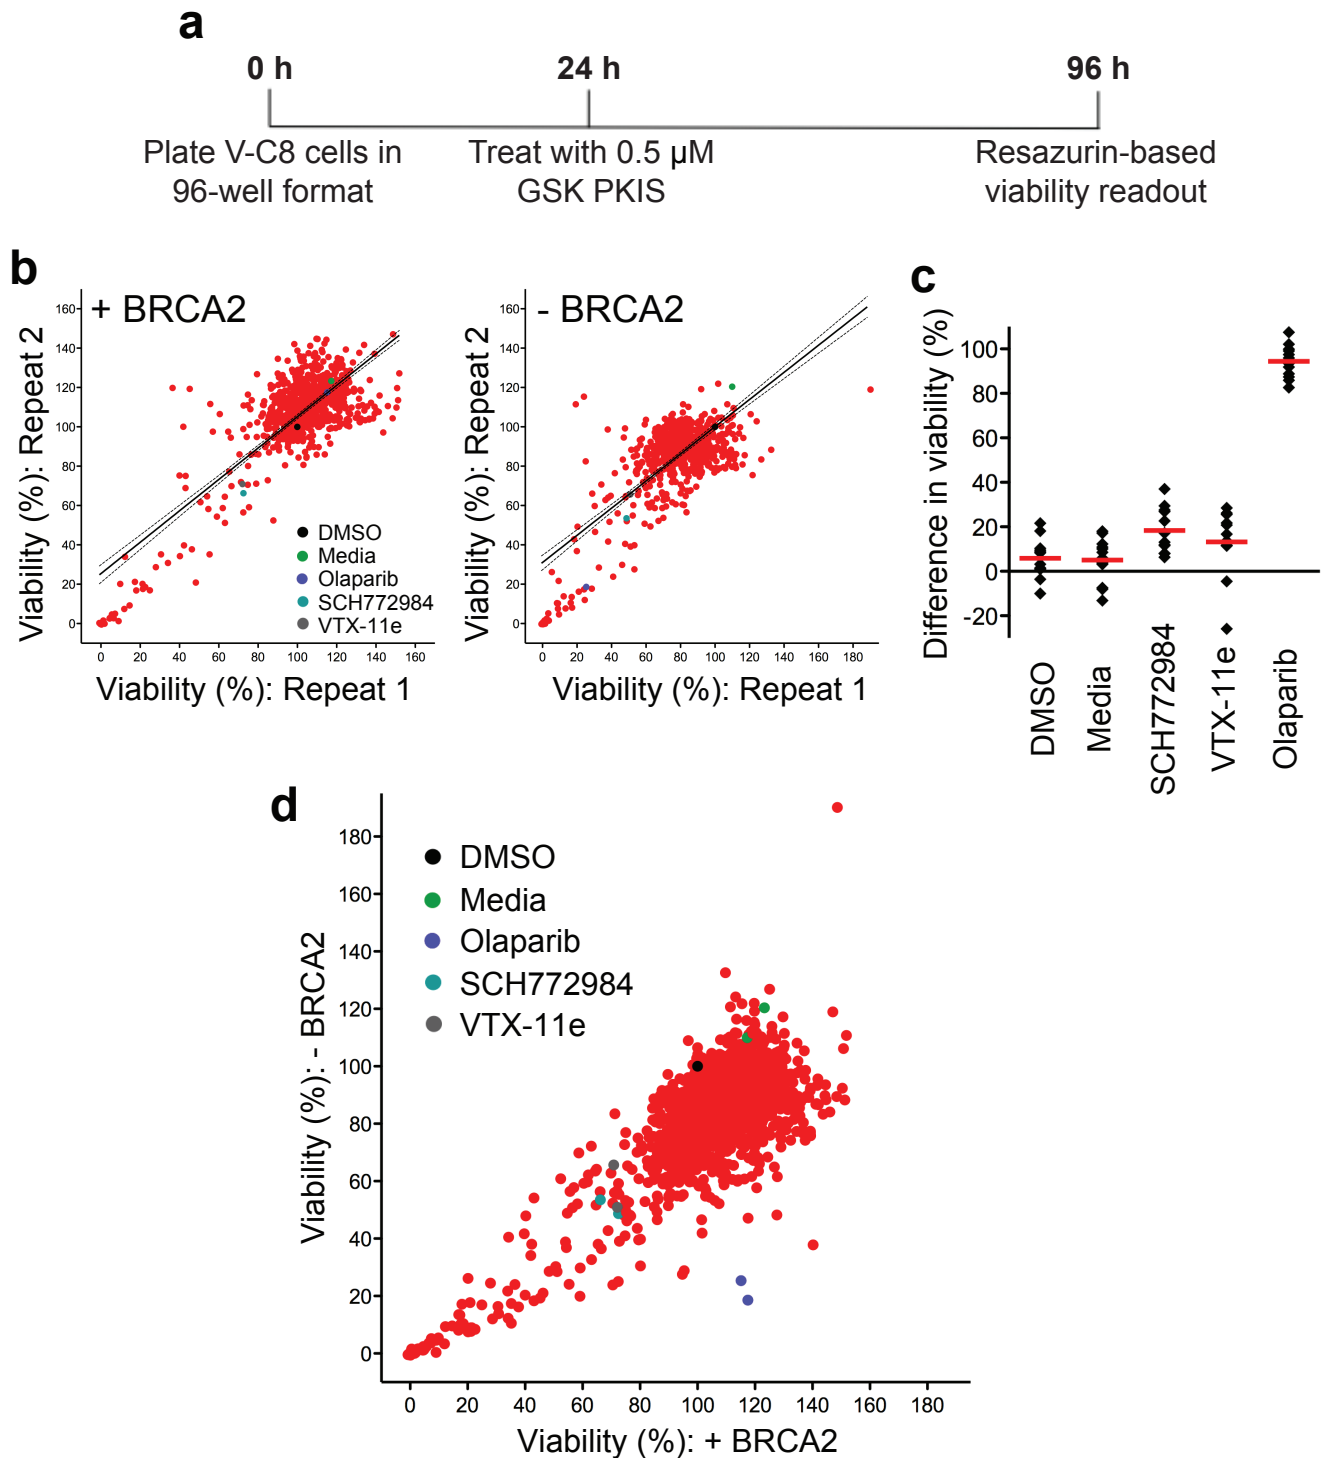 a
0 h
24 h
96 h
Plate V-C8 cells in
96-well format
Treat with 0.5 µM
GSK PKIS
Resazurin-based
viability readout
b
+ BRCA2
Viability (%): Repeat 2
160
140
120
100
80
60
40
20
0
DMSO
Media
Olaparib
SCH772984
VTX-11e
0 20 40 60 80 100 120 140 160
Viability (%): Repeat 1
- BRCA2
Viability (%): Repeat 2
160
140
120
100
80
60
40
20
0
0 20 40 60 80 100 120 140 160 180
Viability (%): Repeat 1
c
Difference in viability (%)
100
80
60
40
20
0
-20
DMSO
Media
SCH772984
VTX-11e
Olaparib
d
Viability (%): - BRCA2
180
160
140
120
100
80
60
40
20
0
DMSO
Media
Olaparib
SCH772984
VTX-11e
0 20 40 60 80 100 120 140 160 180
Viability (%): + BRCA2